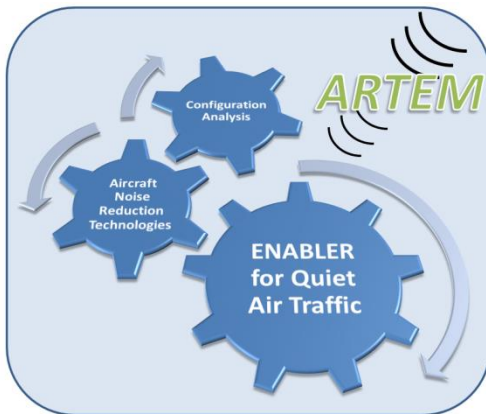 ARTEM
Configuration
Analysis
Aircraft
Noise
Reduction
Technologies
ENABLER
for Quiet
Air Traffic